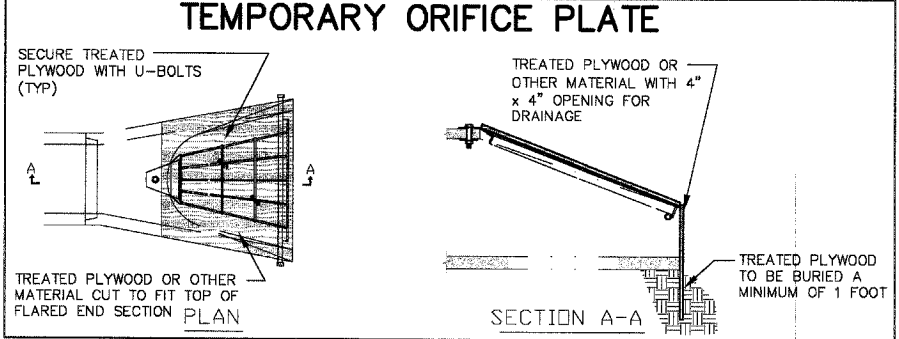 TEMPORARY ORIFICE PLATE
SECURE TREATED
PLYWOOD WITH U-BOLTS
(TYP)
TREATED PLYWOOD OR
OTHER MATERIAL WITH 4"
x 4" OPENING FOR
DRAINAGE
A
A
TREATED PLYWOOD OR OTHER
MATERIAL CUT TO FIT TOP OF
FLARED END SECTION
PLAN
SECTION A-A
TREATED PLYWOOD
TO BE BURIED A
MINIMUM OF 1 FOOT